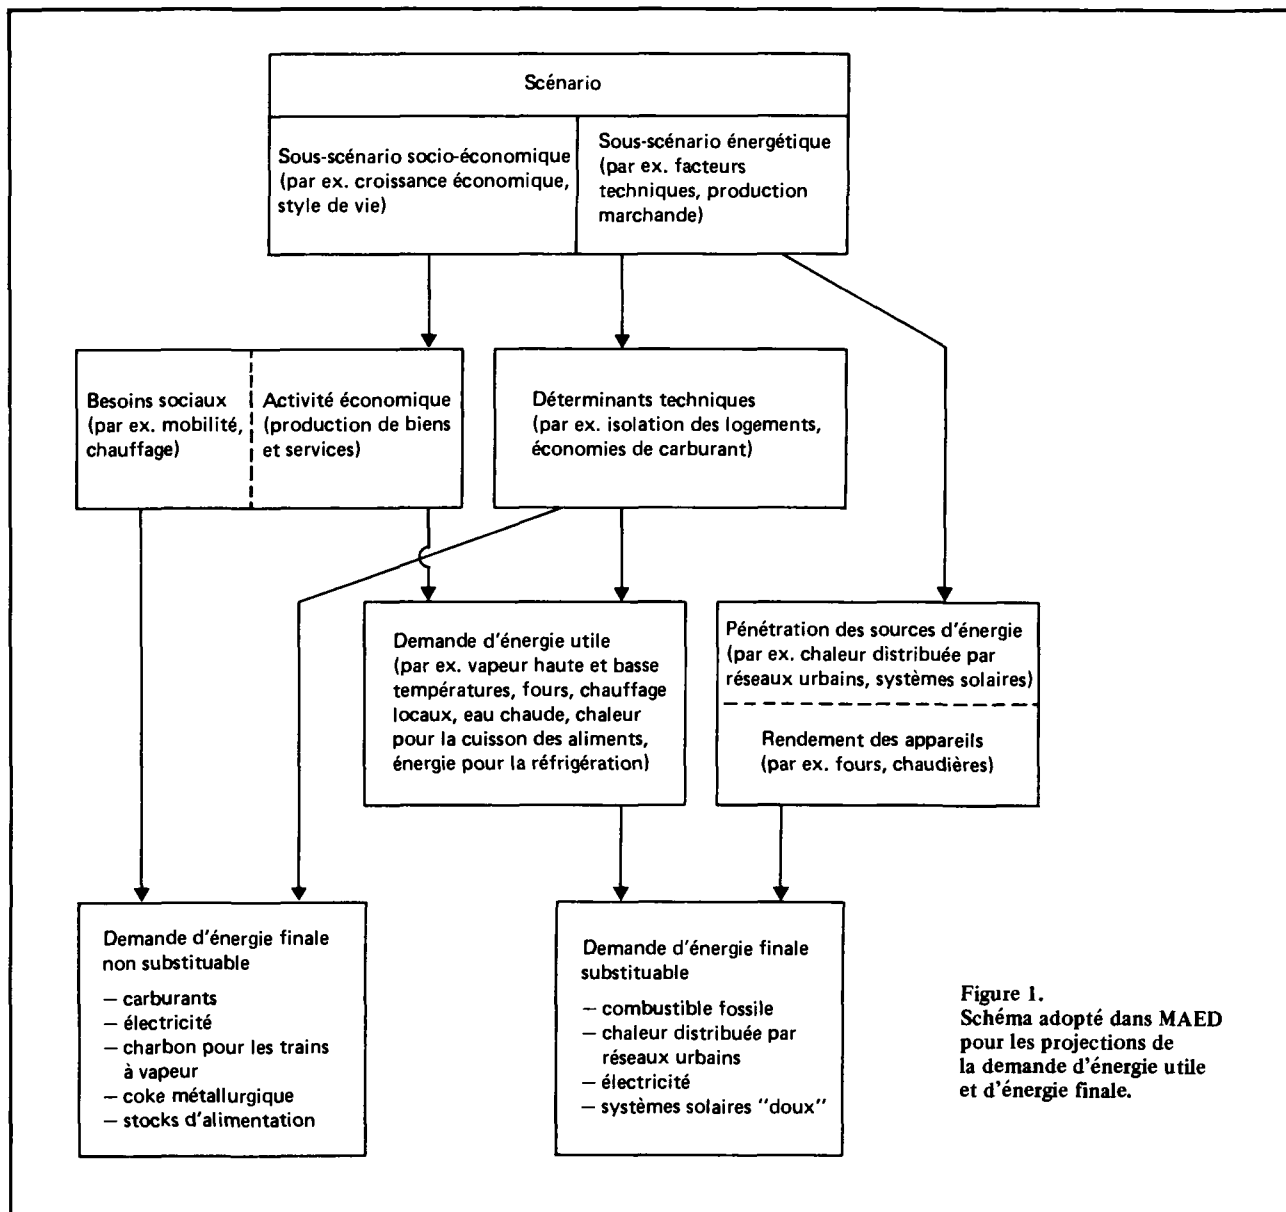 Scénario
Sous-scénario socio-économique
(par ex. croissance économique,
style de vie)
Sous-scénario énergétique
(par ex. facteurs
techniques, production
marchande)
Besoins sociaux
(par ex. mobilité,
chauffage)
Activité économique
(production de biens
et services)
Déterminants techniques
(par ex. isolation des logements,
économies de carburant)
Demande d'énergie utile
(par ex. vapeur haute et basse
températures, fours, chauffage
locaux, eau chaude, chaleur
pour la cuisson des aliments,
énergie pour la réfrigération)
Pénétration des sources d'énergie
(par ex. chaleur distribuée par
réseaux urbains, systèmes solaires)
Rendement des appareils
(par ex. fours, chaudières)
Demande d'énergie finale
non substituable
– carburants
– électricité
– charbon pour les trains
à vapeur
– coke métallurgique
– stocks d'alimentation
Demande d'énergie finale
substituable
– combustible fossile
– chaleur distribuée par
réseaux urbains
– électricité
– systèmes solaires "doux"
Figure 1.
Schéma adopté dans MAED
pour les projections de
la demande d'énergie utile
et d'énergie finale.